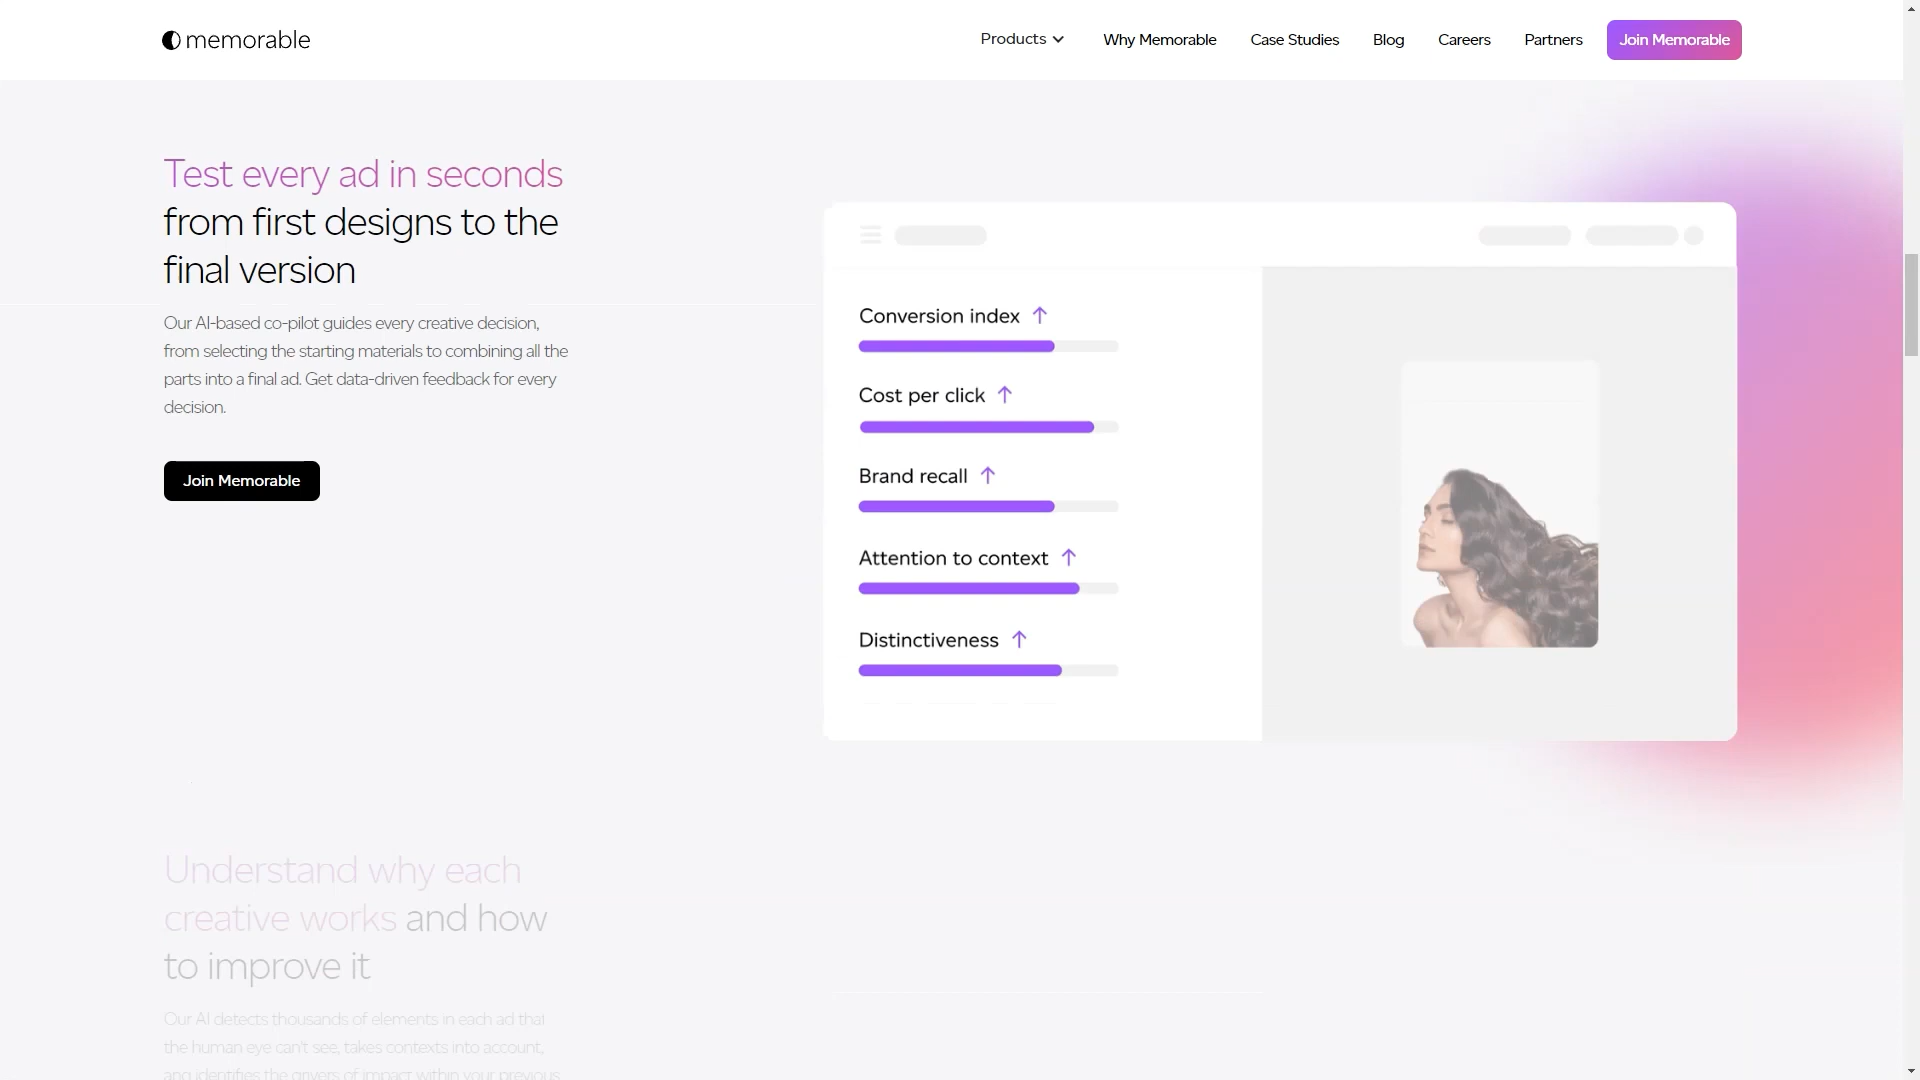 memorable
Products
Why Memorable
Case Studies
Blog
Careers
Partners
Join Memorable
Test every ad in seconds
from first designs to the
final version
Our AI-based co-pilot guides every creative decision,
from selecting the starting materials to combining all the
parts into a final ad. Get data-driven feedback for every
decision.
Join Memorable
Conversion index ↑
Cost per click ↑
Brand recall ↑
Attention to context ↑
Distinctiveness ↑
Understand why each
creative works and how
to improve it
Our AI detects thousands of elements in each ad that
the human eye can't see, takes contexts into account,
and identifies the drivers of impact within your previous